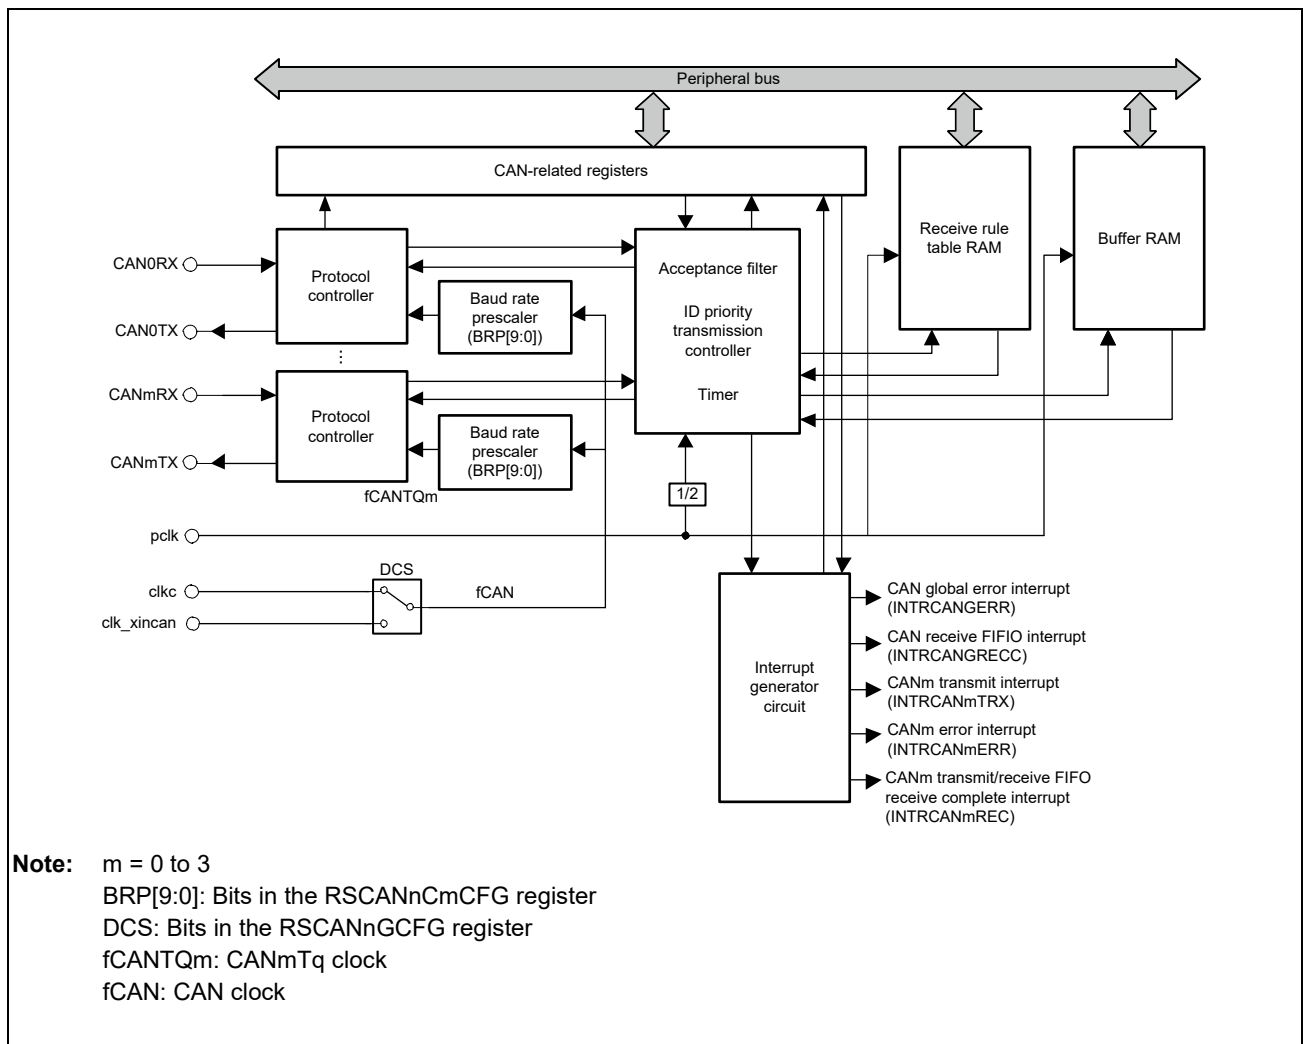 Peripheral bus
CAN-related registers
Receive rule
table RAM
Buffer RAM
CAN0RX
CAN0TX
CANmRX
CANmTX
Protocol
controller
Baud rate
prescaler
(BRP[9:0])
⋮
Protocol
controller
Baud rate
prescaler
(BRP[9:0])
fCANTQm
Acceptance filter
ID priority
transmission
controller
Timer
1/2
pclk
clkc
clk_xincan
DCS
fCAN
Interrupt
generator
circuit
CAN global error interrupt
(INTRCANGERR)
CAN receive FIFIO interrupt
(INTRCANGRECC)
CANm transmit interrupt
(INTRCANmTRX)
CANm error interrupt
(INTRCANmERR)
CANm transmit/receive FIFO
receive complete interrupt
(INTRCANmREC)
Note: m = 0 to 3
BRP[9:0]: Bits in the RSCANnCmCFG register
DCS: Bits in the RSCANnGCFG register
fCANTQm: CANmTq clock
fCAN: CAN clock